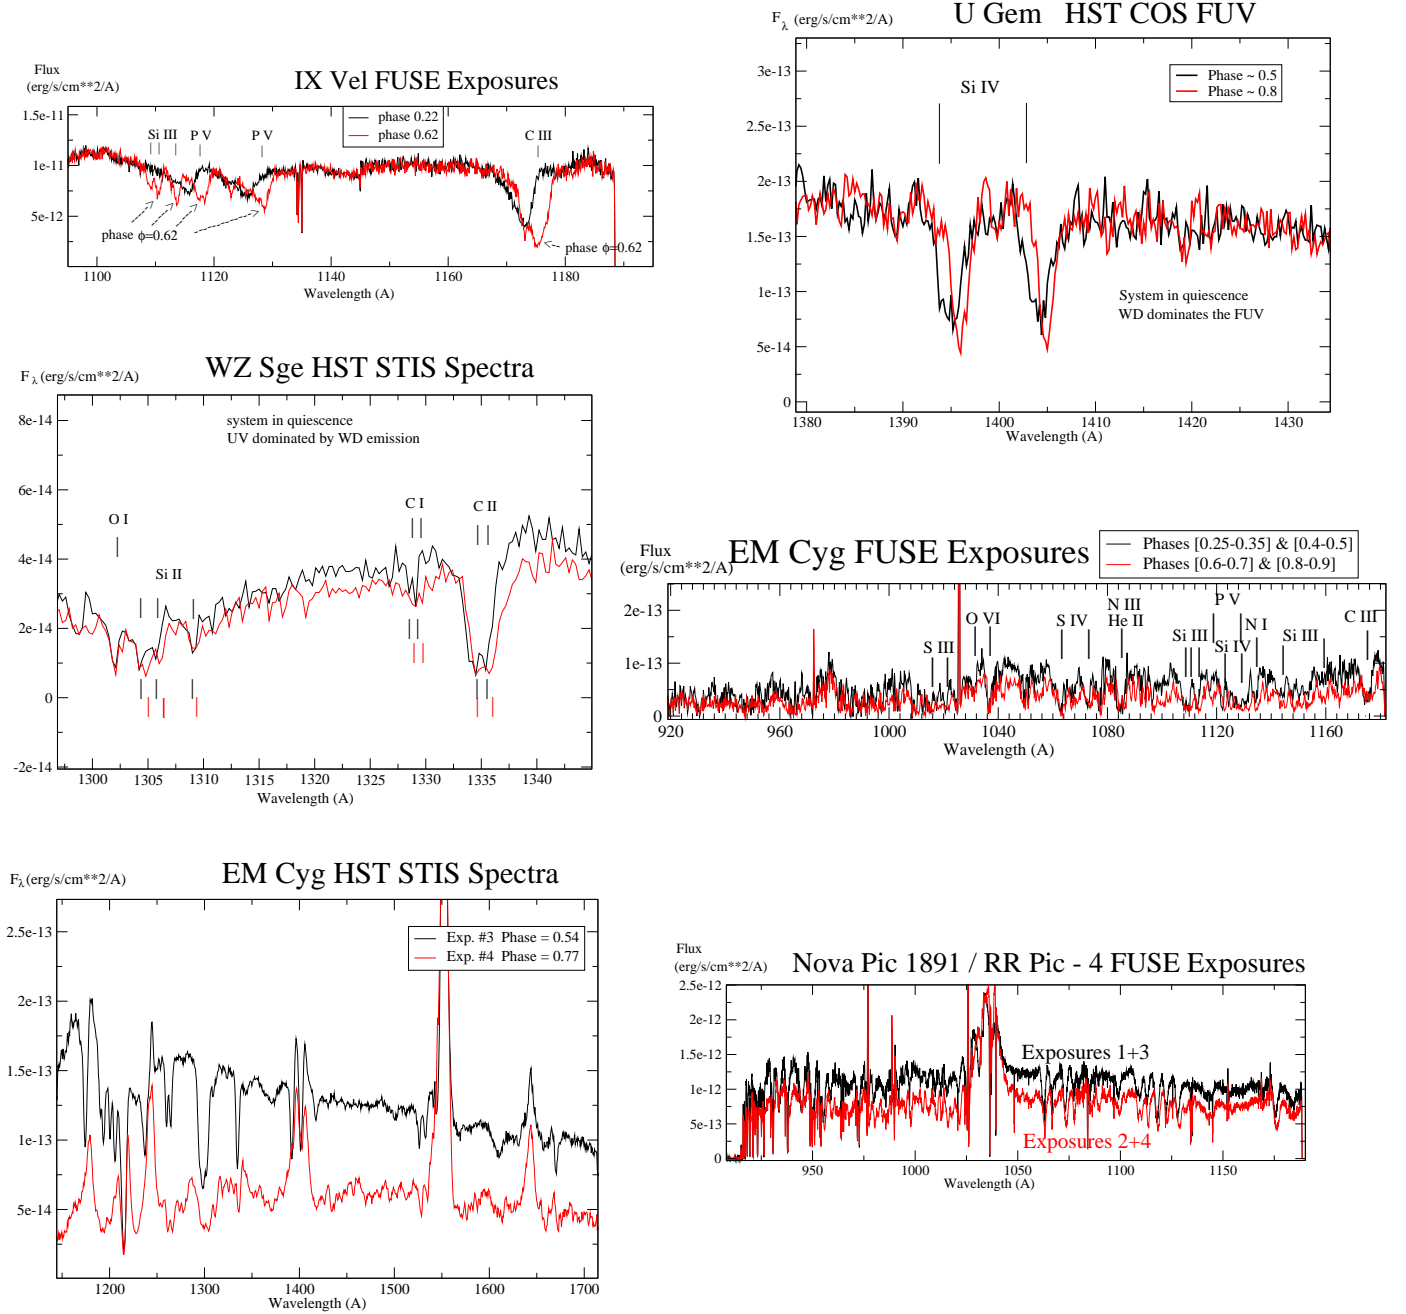 IX Vel FUSE Exposures
Flux
(erg/s/cm**2/A)
phase 0.22
phase 0.62
Si III P V P V C III
1.5e-11
1e-11
5e-12
phase ϕ=0.62
phase ϕ=0.62
1100 1120 1140 1160 1180
Wavelength (A)
U Gem HST COS FUV
F_λ (erg/s/cm**2/A)
Phase ~ 0.5
Phase ~ 0.8
Si IV
3e-13
2.5e-13
2e-13
1.5e-13
1e-13
5e-14
0
System in quiescence
WD dominates the FUV
1380 1390 1400 1410 1420 1430
Wavelength (A)
WZ Sge HST STIS Spectra
F_λ (erg/s/cm**2/A)
system in quiescence
UV dominated by WD emission
8e-14
6e-14
4e-14
2e-14
0
-2e-14
O I
Si II
C I
C II
1300 1305 1310 1315 1320 1325 1330 1335 1340
Wavelength (A)
EM Cyg FUSE Exposures
Flux
(erg/s/cm**2/A)
Phases [0.25-0.35] & [0.4-0.5]
Phases [0.6-0.7] & [0.8-0.9]
2e-13
1e-13
0
S III
O VI
S IV
N III
He II
Si III
P V
Si IV
N I
Si III
C III
920 960 1000 1040 1080 1120 1160
Wavelength (A)
EM Cyg HST STIS Spectra
F_λ (erg/s/cm**2/A)
Exp. #3 Phase = 0.54
Exp. #4 Phase = 0.77
2.5e-13
2e-13
1.5e-13
1e-13
5e-14
1200 1300 1400 1500 1600 1700
Wavelength (A)
Nova Pic 1891 / RR Pic - 4 FUSE Exposures
Flux
(erg/s/cm**2/A)
2.5e-12
2e-12
1.5e-12
1e-12
5e-13
0
Exposures 1+3
Exposures 2+4
950 1000 1050 1100 1150
Wavelength (A)